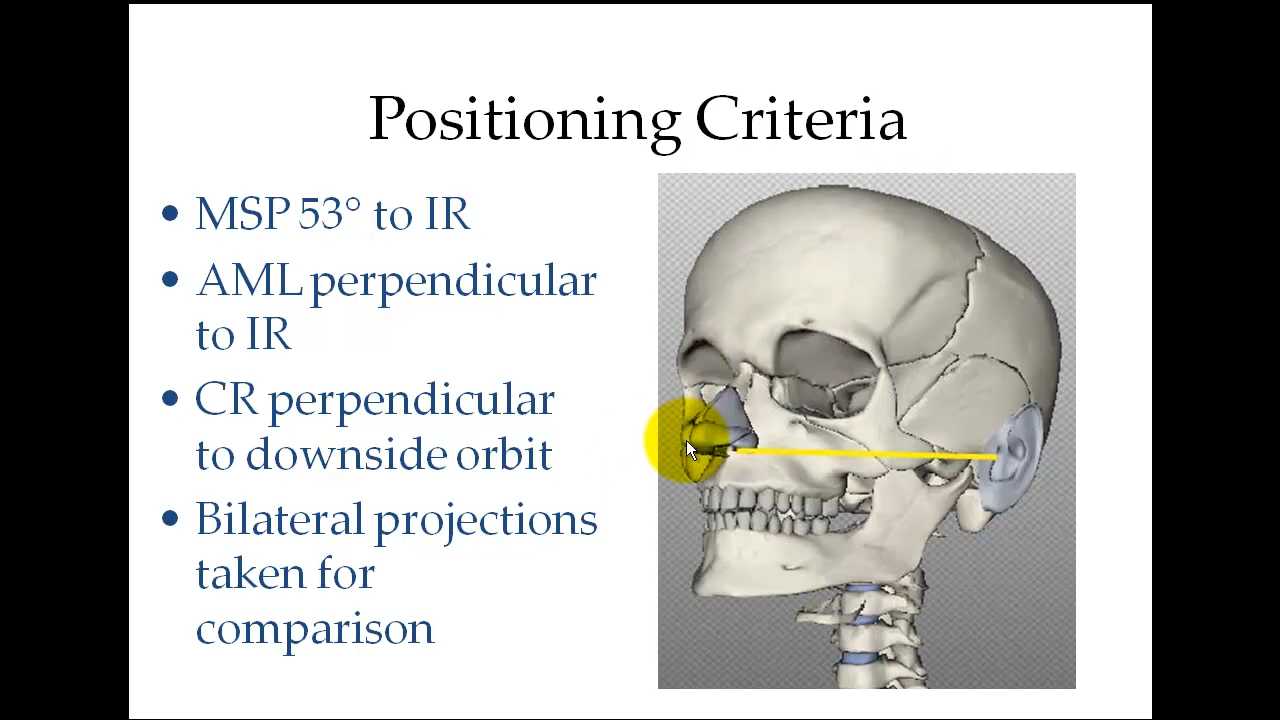 Positioning Criteria
• MSP 53° to IR
• AML perpendicular
to IR
• CR perpendicular
to downside orbit
• Bilateral projections
taken for
comparison